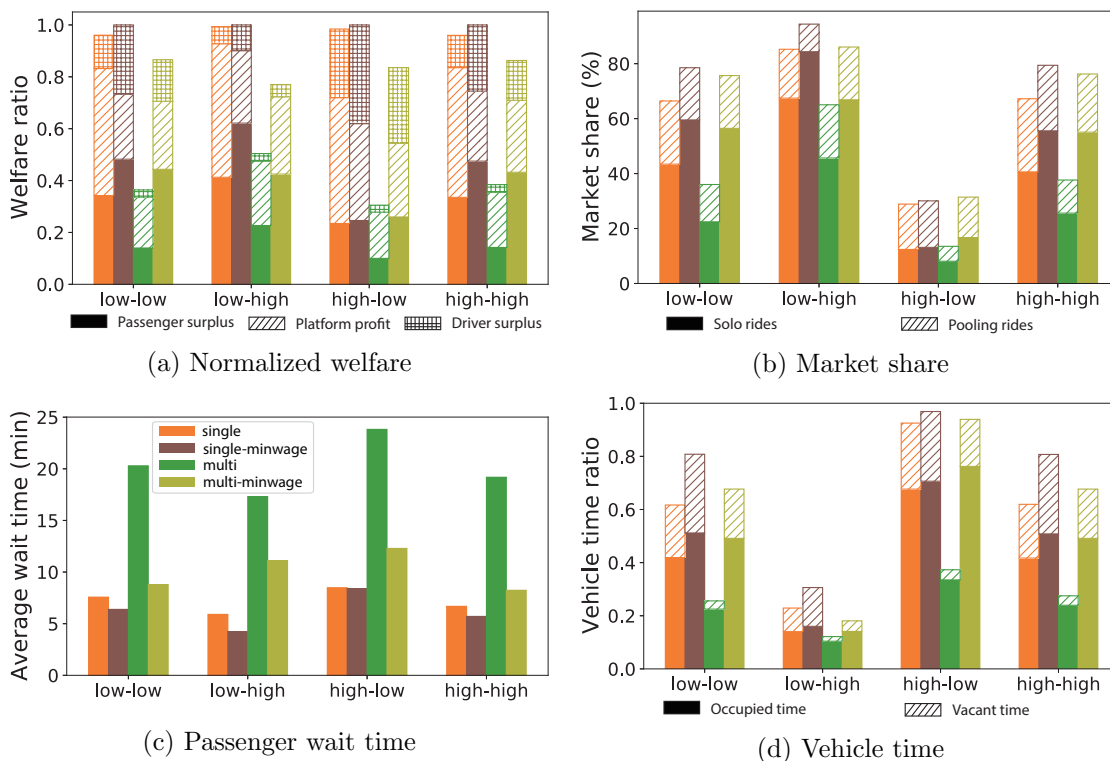 Welfare ratio
1.0
0.8
0.6
0.4
0.2
0.0
low-low low-high high-low high-high
Passenger surplus Platform profit Driver surplus
(a) Normalized welfare
Market share (%)
80
60
40
20
0
low-low low-high high-low high-high
Solo rides Pooling rides
(b) Market share
Average wait time (min)
25
20
15
10
5
0
single
single-minwage
multi
multi-minwage
low-low low-high high-low high-high
(c) Passenger wait time
Vehicle time ratio
1.0
0.8
0.6
0.4
0.2
0.0
low-low low-high high-low high-high
Occupied time Vacant time
(d) Vehicle time